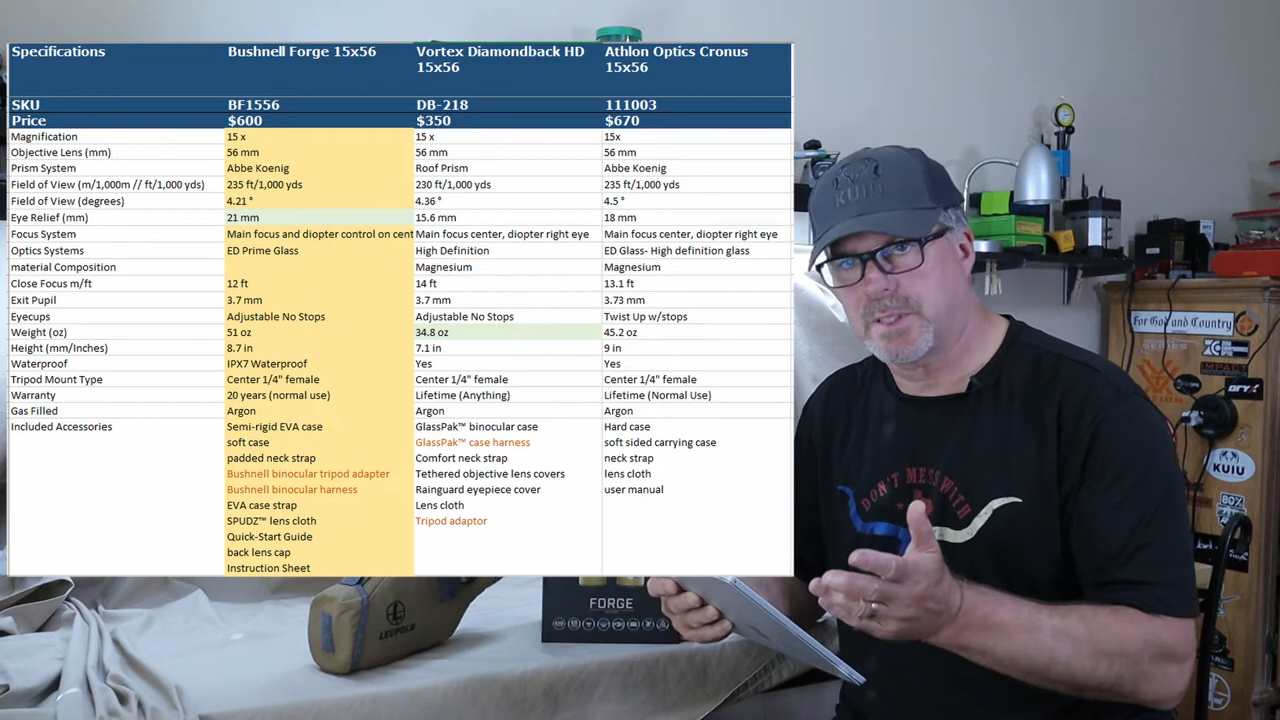 Specifications Bushnell Forge 15x56 Vortex Diamondback HD 15x56 Athlon Optics Cronus 15x56
SKU BF1556 DB-218 111003
Price $600 $350 $670
Magnification 15 x 15 x 15x
Objective Lens (mm) 56 mm 56 mm 56 mm
Prism System Abbe Koenig Roof Prism Abbe Koenig
Field of View (m/1,000m // ft/1,000 yds) 235 ft/1,000 yds 230 ft/1,000 yds 235 ft/1,000 yds
Field of View (degrees) 4.21 ° 4.36 ° 4.5 °
Eye Relief (mm) 21 mm 15.6 mm 18 mm
Focus System Main focus and diopter control on cent Main focus center, diopter right eye Main focus center, diopter right eye
Optics Systems ED Prime Glass High Definition ED Glass- High definition glass
material Composition Magnesium Magnesium
Close Focus m/ft 12 ft 14 ft 13.1 ft
Exit Pupil 3.7 mm 3.7 mm 3.73 mm
Eyecups Adjustable No Stops Adjustable No Stops Twist Up w/stops
Weight (oz) 51 oz 34.8 oz 45.2 oz
Height (mm/Inches) 8.7 in 7.1 in 9 in
Waterproof IPX7 Waterproof Yes Yes
Tripod Mount Type Center 1/4" female Center 1/4" female Center 1/4" female
Warranty 20 years (normal use) Lifetime (Anything) Lifetime (Normal Use)
Gas Filled Argon Argon Argon
Included Accessories Semi-rigid EVA case GlassPak™ binocular case Hard case
soft case GlassPak™ case harness soft sided carrying case
padded neck strap Comfort neck strap neck strap
Bushnell binocular tripod adapter Tethered objective lens covers lens cloth
Bushnell binocular harness Rainguard eyepiece cover user manual
EVA case strap Lens cloth
SPUDZ™ lens cloth Tripod adaptor
Quick-Start Guide
back lens cap
Instruction Sheet
KUIU
For God and Country
DON'T MESS WITH
KUIU
80%
FORGE
LEUPOLD